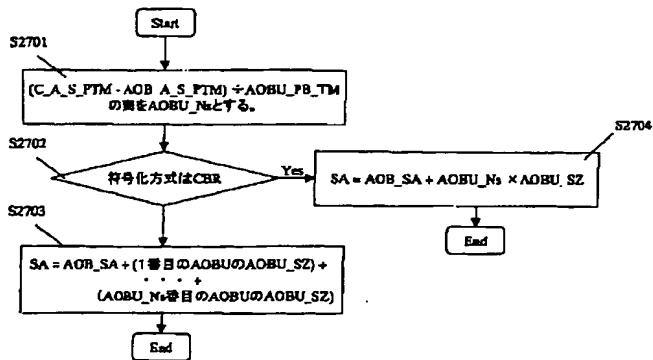 Start
S2701
(C_A_S_PTM - AOB_A_S_PTM) ÷AOBU_PB_TM
の商をAOBU_Nsとする。
S2702
符号化方式はCBR
Yes
S2704
SA = AOB_SA + AOBU_Ns × AOBU_SZ
End
S2703
SA = AOB_SA + (1番目のAOBUのAOBU_SZ) +
・ ・ ・ ・ +
(AOBU_Ns番目のAOBUのAOBU_SZ)
End